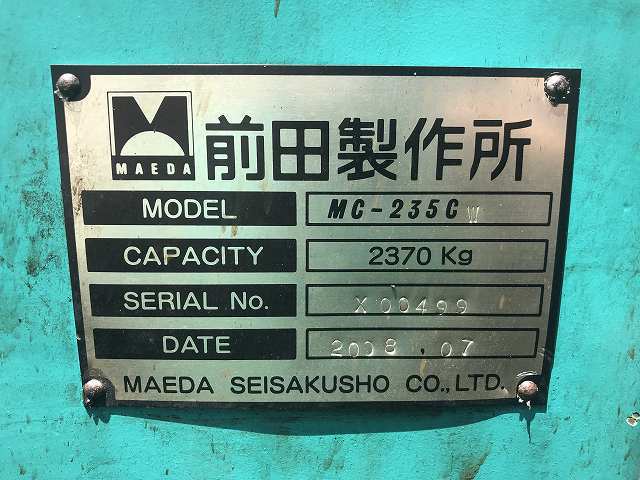 MAEDA
前田製作所
MODEL MC-235C W
CAPACITY 2370 Kg
SERIAL No. X00499
DATE 2008.07
MAEDA SEISAKUSHO CO.,LTD.